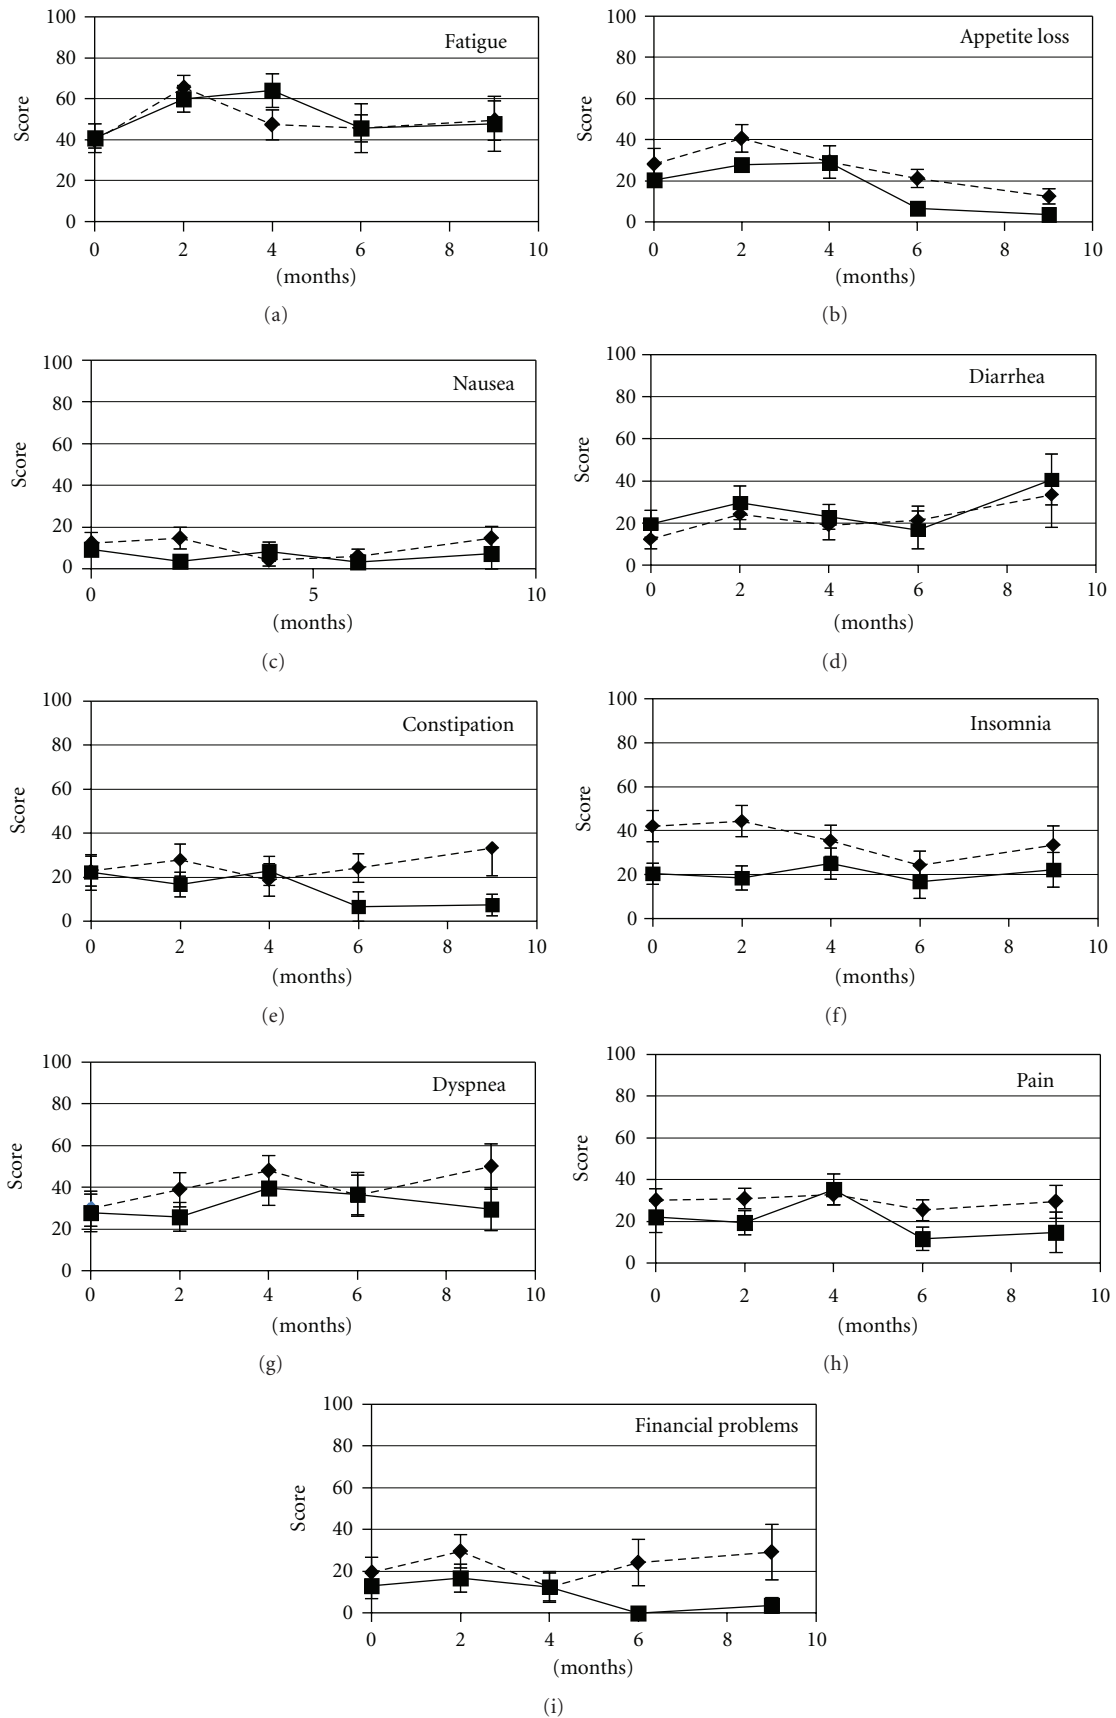 100
80
60
40
20
0
Score
Fatigue
0 2 4 6 8 10
(months)
(a)
100
80
60
40
20
0
Score
Appetite loss
0 2 4 6 8 10
(months)
(b)
100
80
60
40
20
0
Score
Nausea
0 5 10
(months)
(c)
100
80
60
40
20
0
Score
Diarrhea
0 2 4 6 8 10
(months)
(d)
100
80
60
40
20
0
Score
Constipation
0 2 4 6 8 10
(months)
(e)
100
80
60
40
20
0
Score
Insomnia
0 2 4 6 8 10
(months)
(f)
100
80
60
40
20
0
Score
Dyspnea
0 2 4 6 8 10
(months)
(g)
100
80
60
40
20
0
Score
Pain
0 2 4 6 8 10
(months)
(h)
100
80
60
40
20
0
Score
Financial problems
0 2 4 6 8 10
(months)
(i)